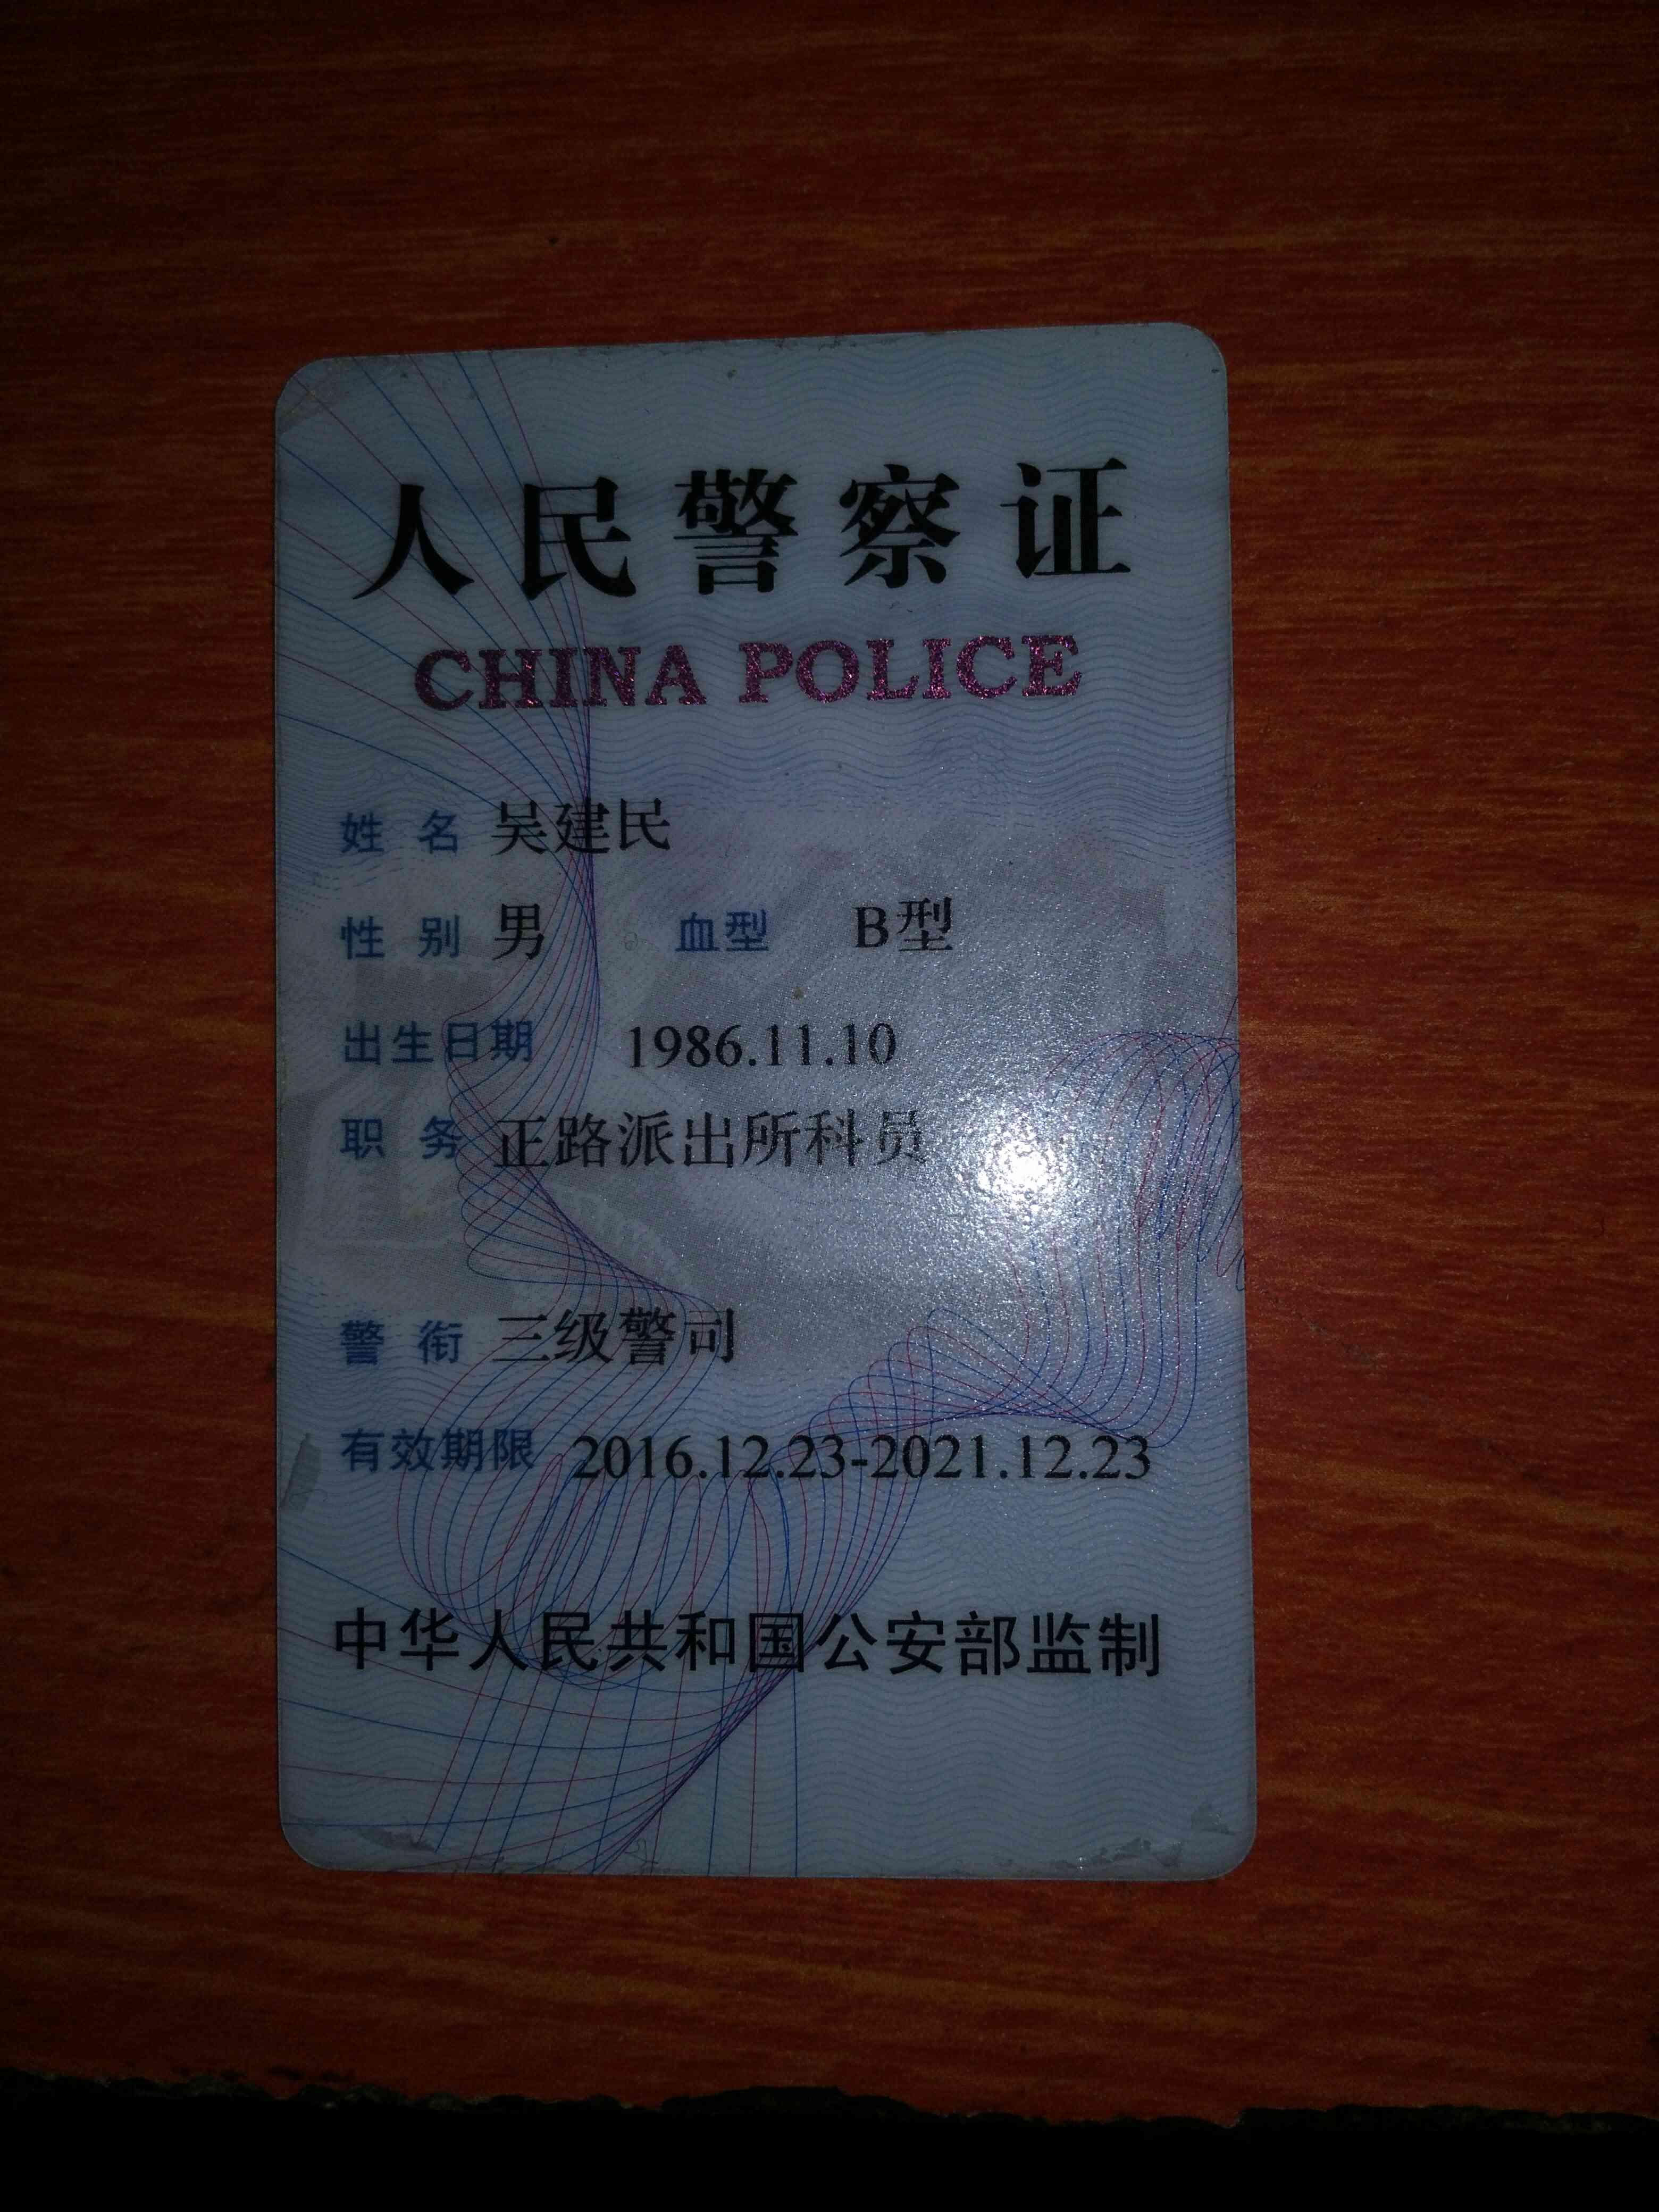 人民警察证
CHINA POLICE
姓名 吴建民
性别 男 血型 B型
出生日期 1986.11.10
职务 正路派出所科员
警衔 三级警司
有效期限 2016.12.23-2021.12.23
中华人民共和国公安部监制